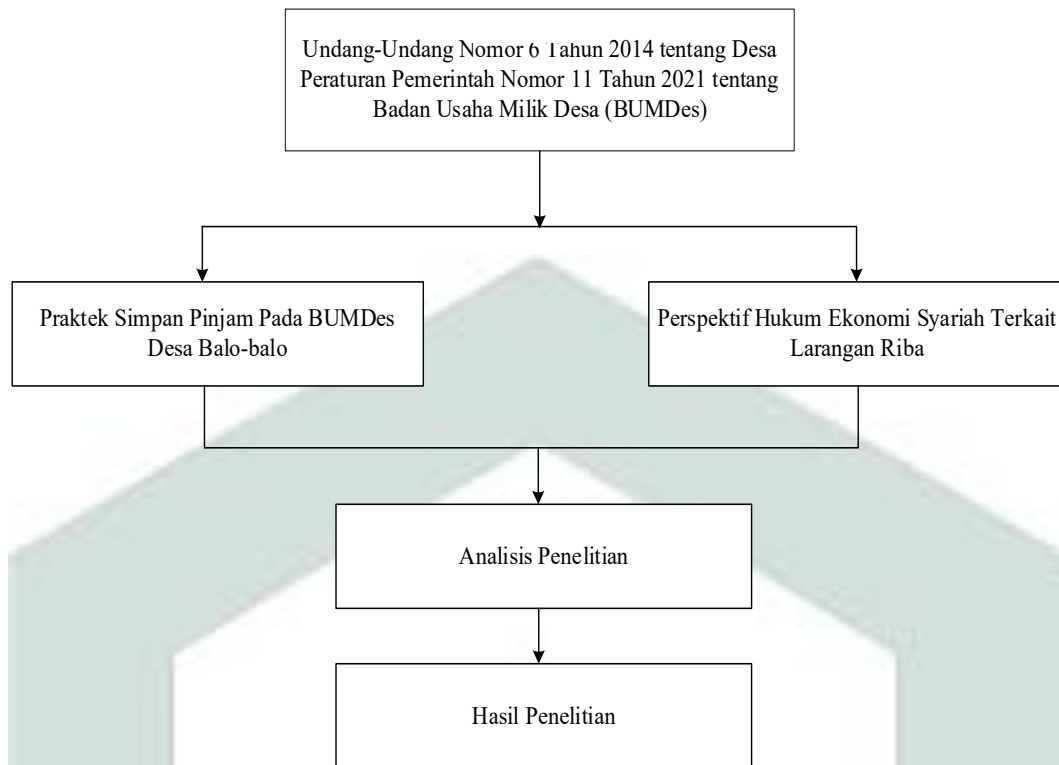 Undang-Undang Nomor 6 Tahun 2014 tentang Desa
Peraturan Pemerintah Nomor 11 Tahun 2021 tentang
Badan Usaha Milik Desa (BUMDes)
Praktek Simpan Pinjam Pada BUMDes
Desa Balo-balo
Perspektif Hukum Ekonomi Syariah Terkait
Larangan Riba
Analisis Penelitian
Hasil Penelitian